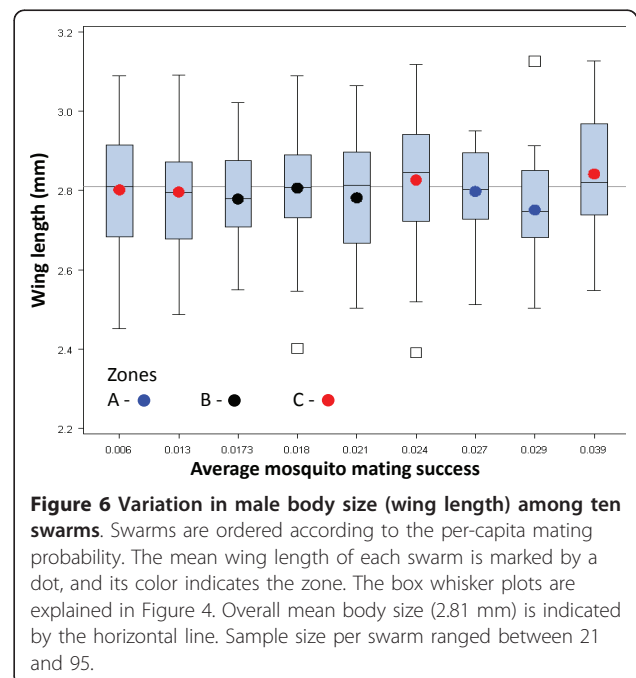 3.2
3.0
2.8
2.6
2.4
2.2
Wing length (mm)
Zones
A - B - C -
0.006 0.013 0.0173 0.018 0.021 0.024 0.027 0.029 0.039
Average mosquito mating success
Figure 6 Variation in male body size (wing length) among ten
swarms. Swarms are ordered according to the per-capita mating
probability. The mean wing length of each swarm is marked by a
dot, and its color indicates the zone. The box whisker plots are
explained in Figure 4. Overall mean body size (2.81 mm) is indicated
by the horizontal line. Sample size per swarm ranged between 21
and 95.